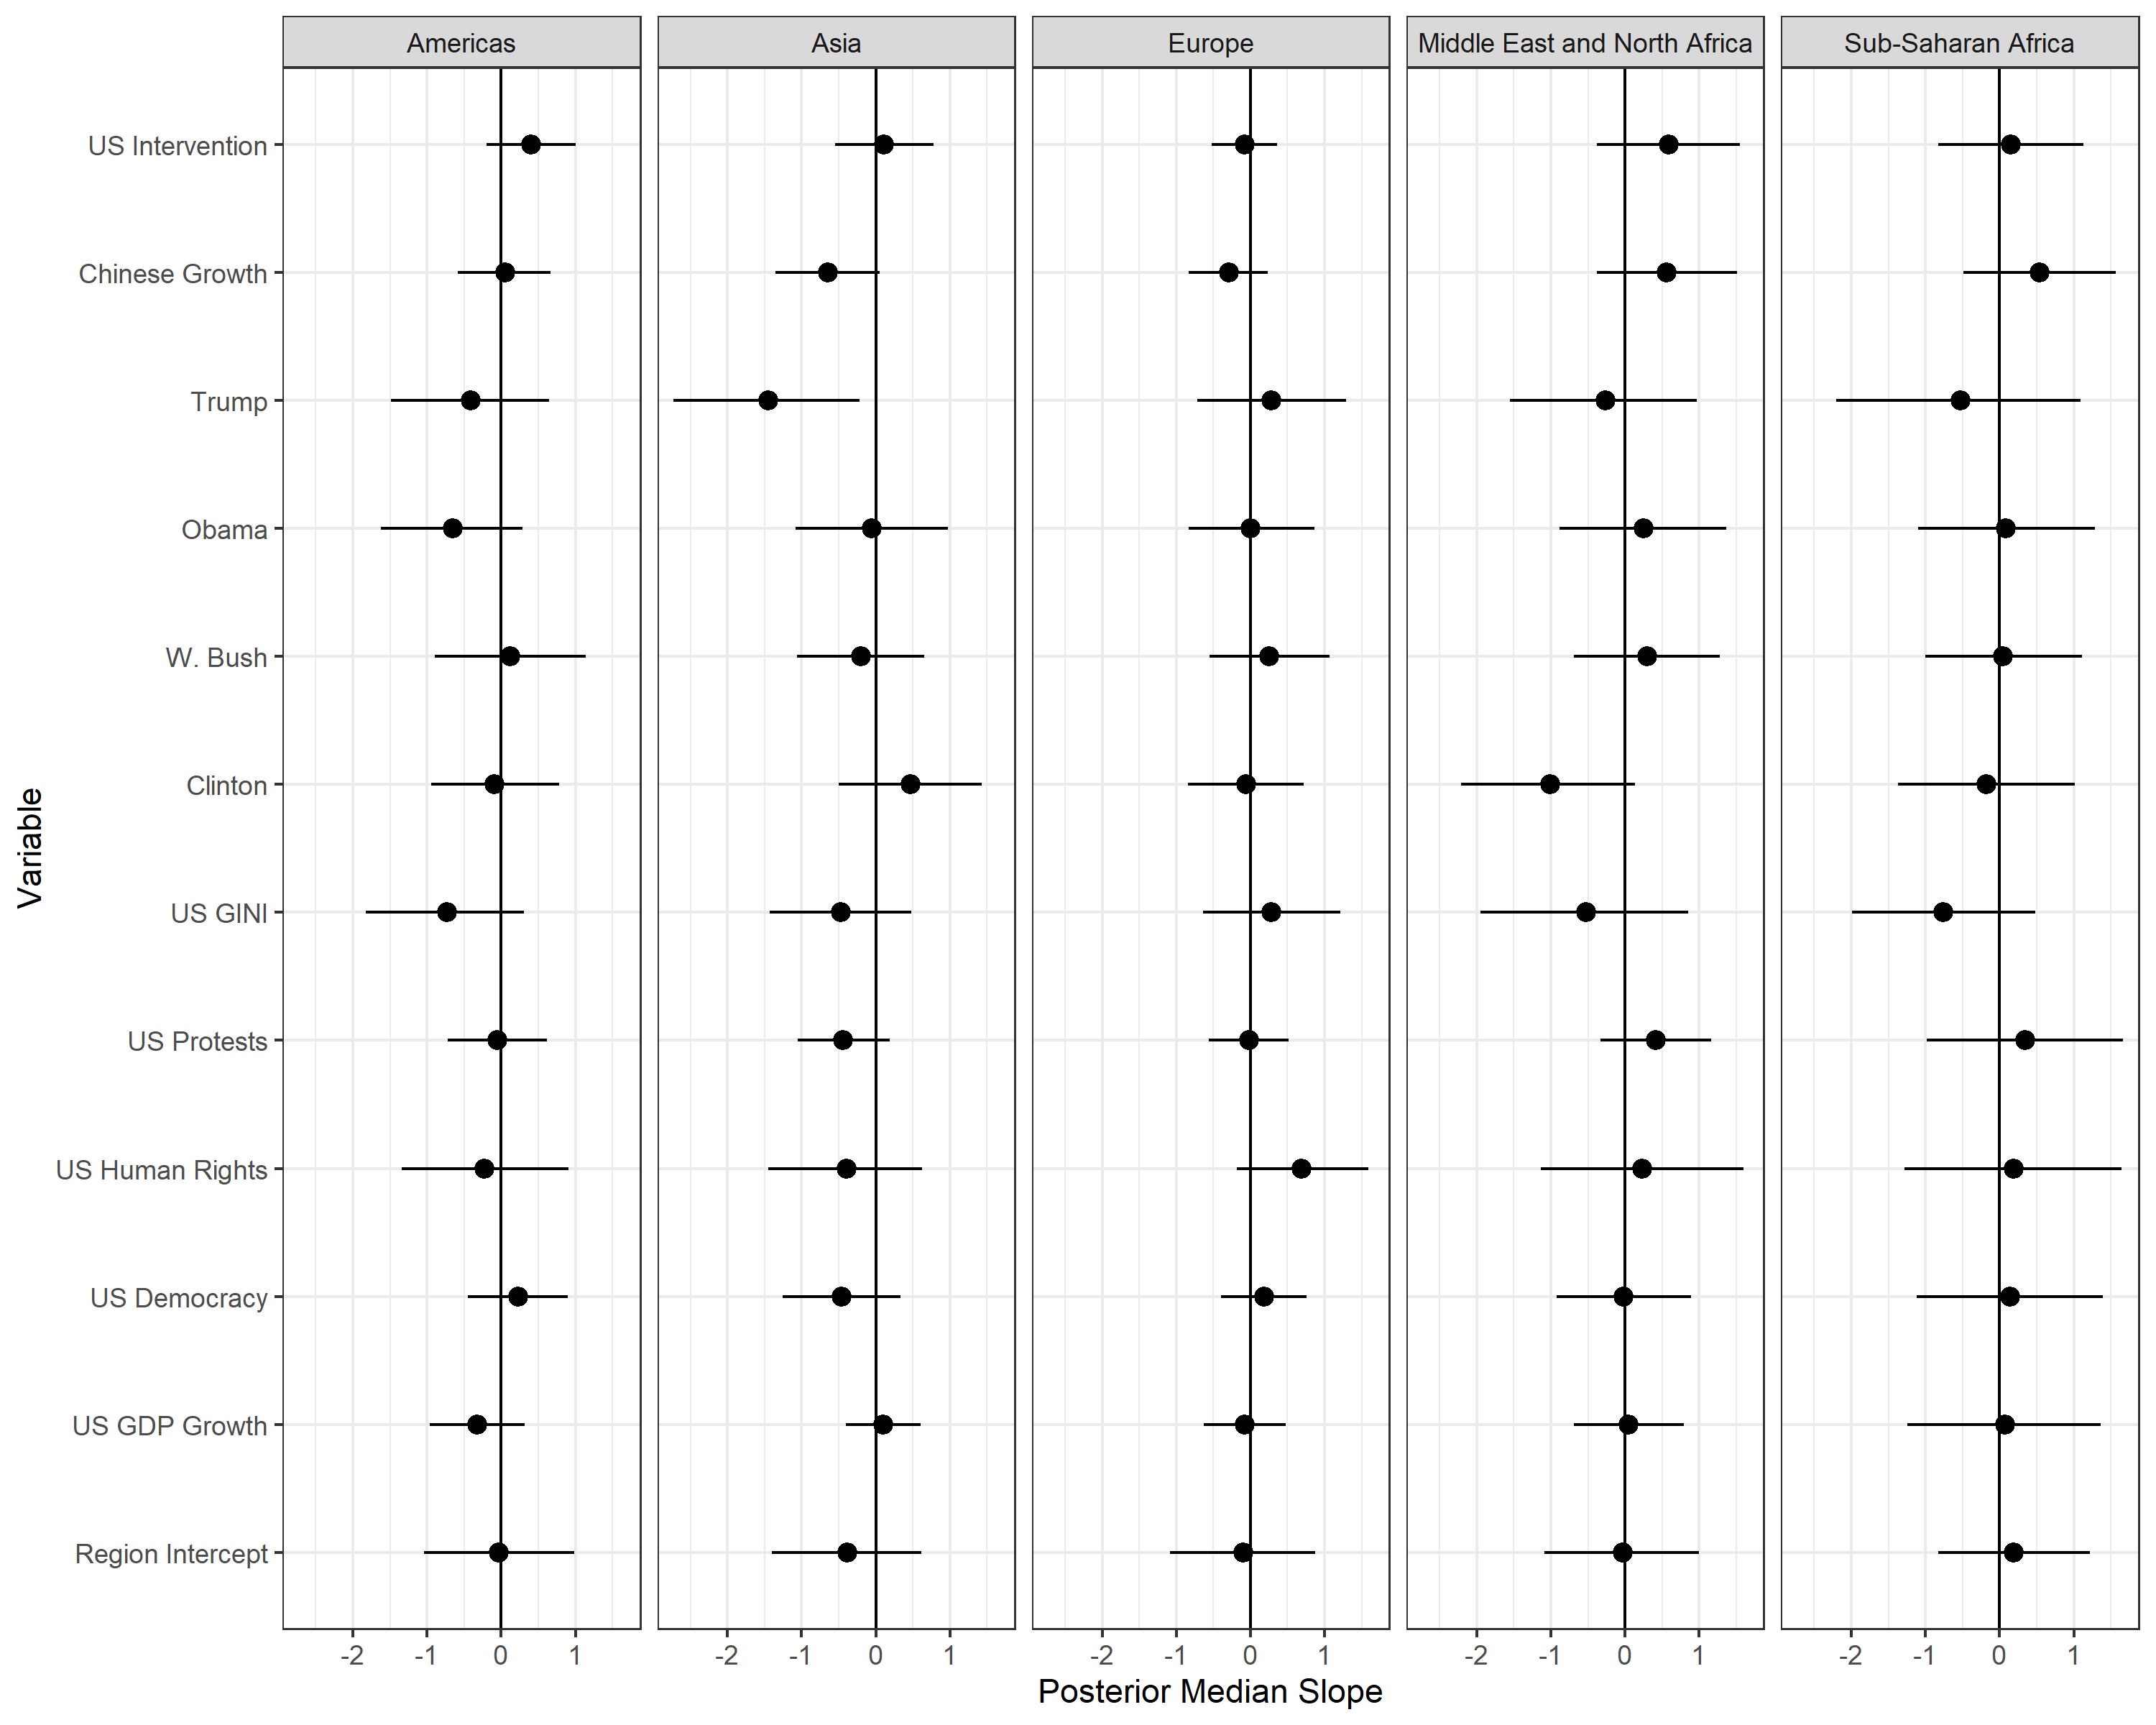 Americas
Asia
Europe
Middle East and North Africa
Sub-Saharan Africa
Variable
US Intervention
Chinese Growth
Trump
Obama
W. Bush
Clinton
US GINI
US Protests
US Human Rights
US Democracy
US GDP Growth
Region Intercept
-2 -1 0 1
-2 -1 0 1
-2 -1 0 1
-2 -1 0 1
-2 -1 0 1
Posterior Median Slope